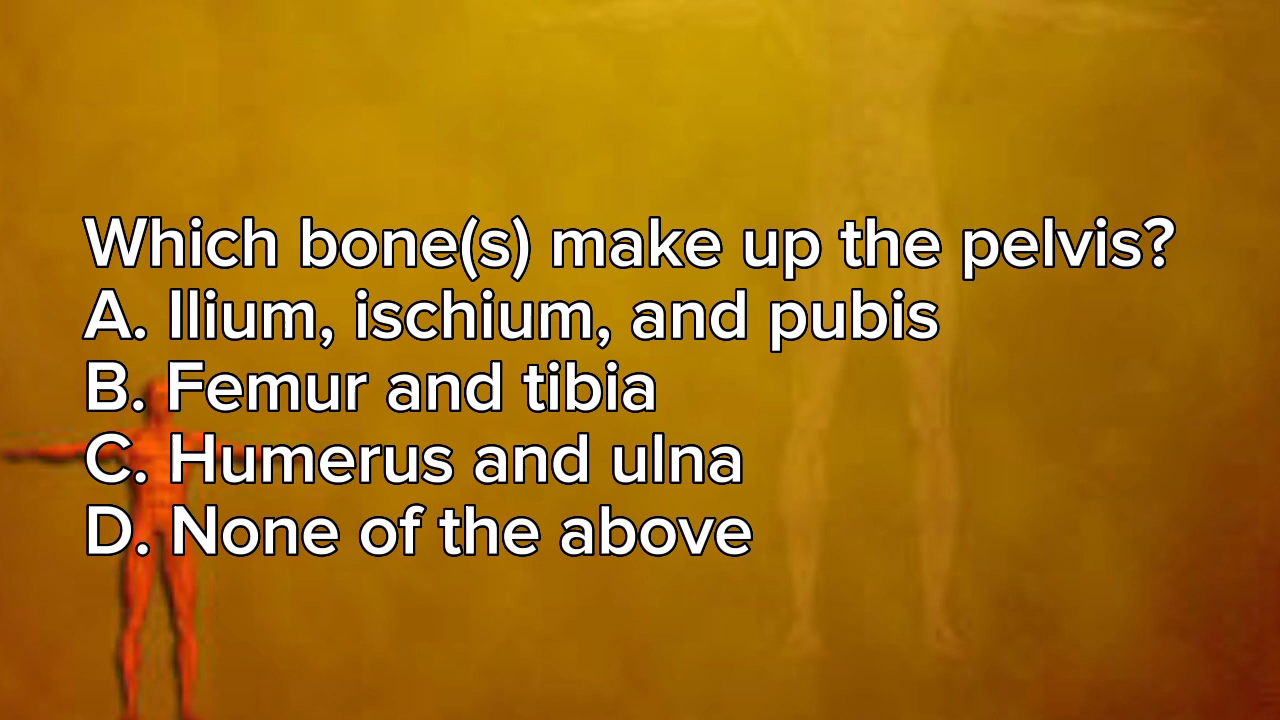 Which bone(s) make up the pelvis?
A. Ilium, ischium, and pubis
B. Femur and tibia
C. Humerus and ulna
D. None of the above